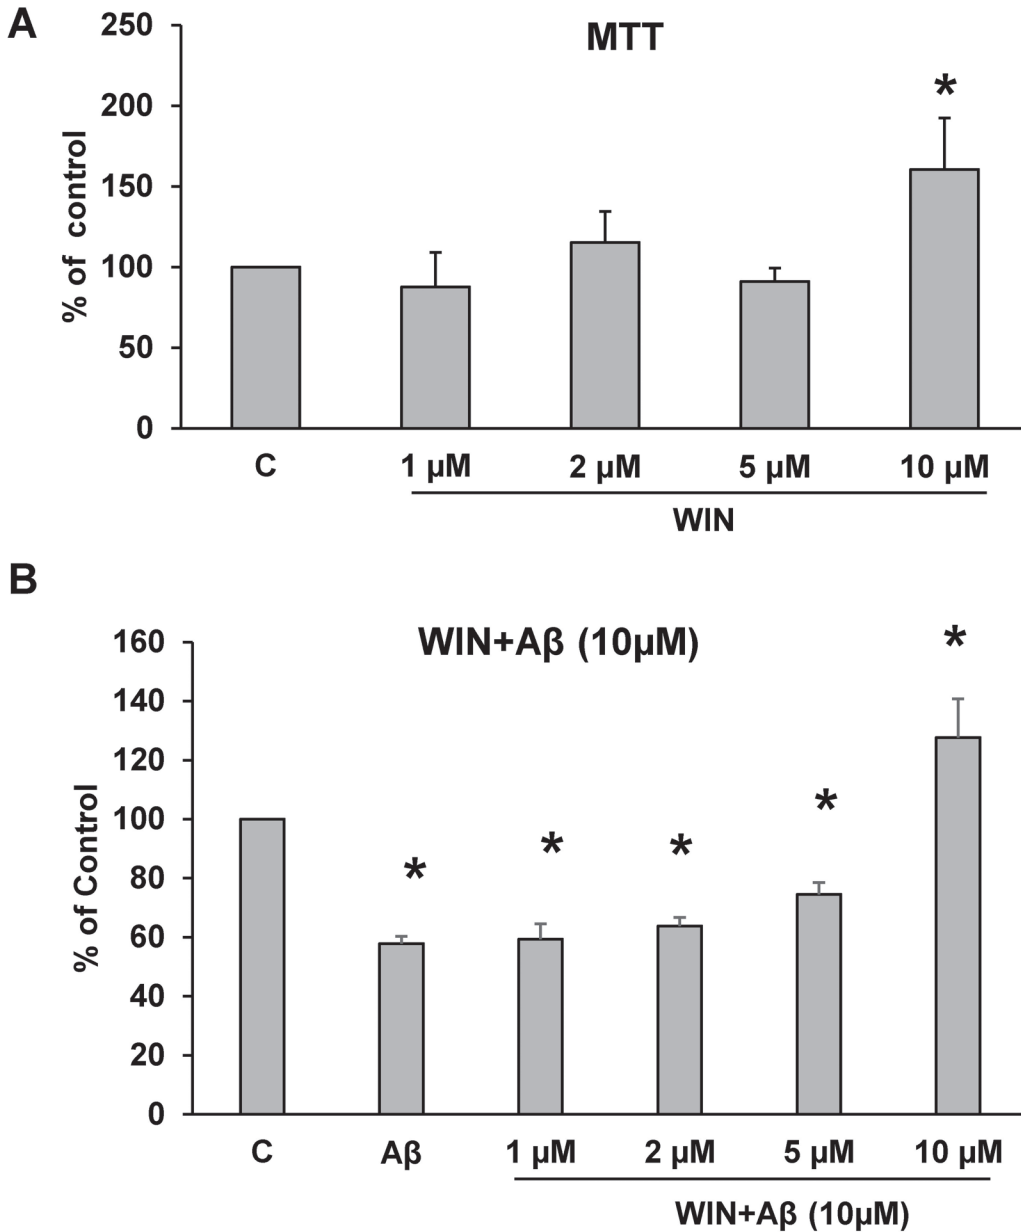 A
MTT
% of control
250
200
150
100
50
0
*
C 1 µM 2 µM 5 µM 10 µM
WIN
B
WIN+Aβ (10µM)
% of Control
160
140
120
100
80
60
40
20
0
* * * * *
C Aβ 1 µM 2 µM 5 µM 10 µM
WIN+Aβ (10µM)